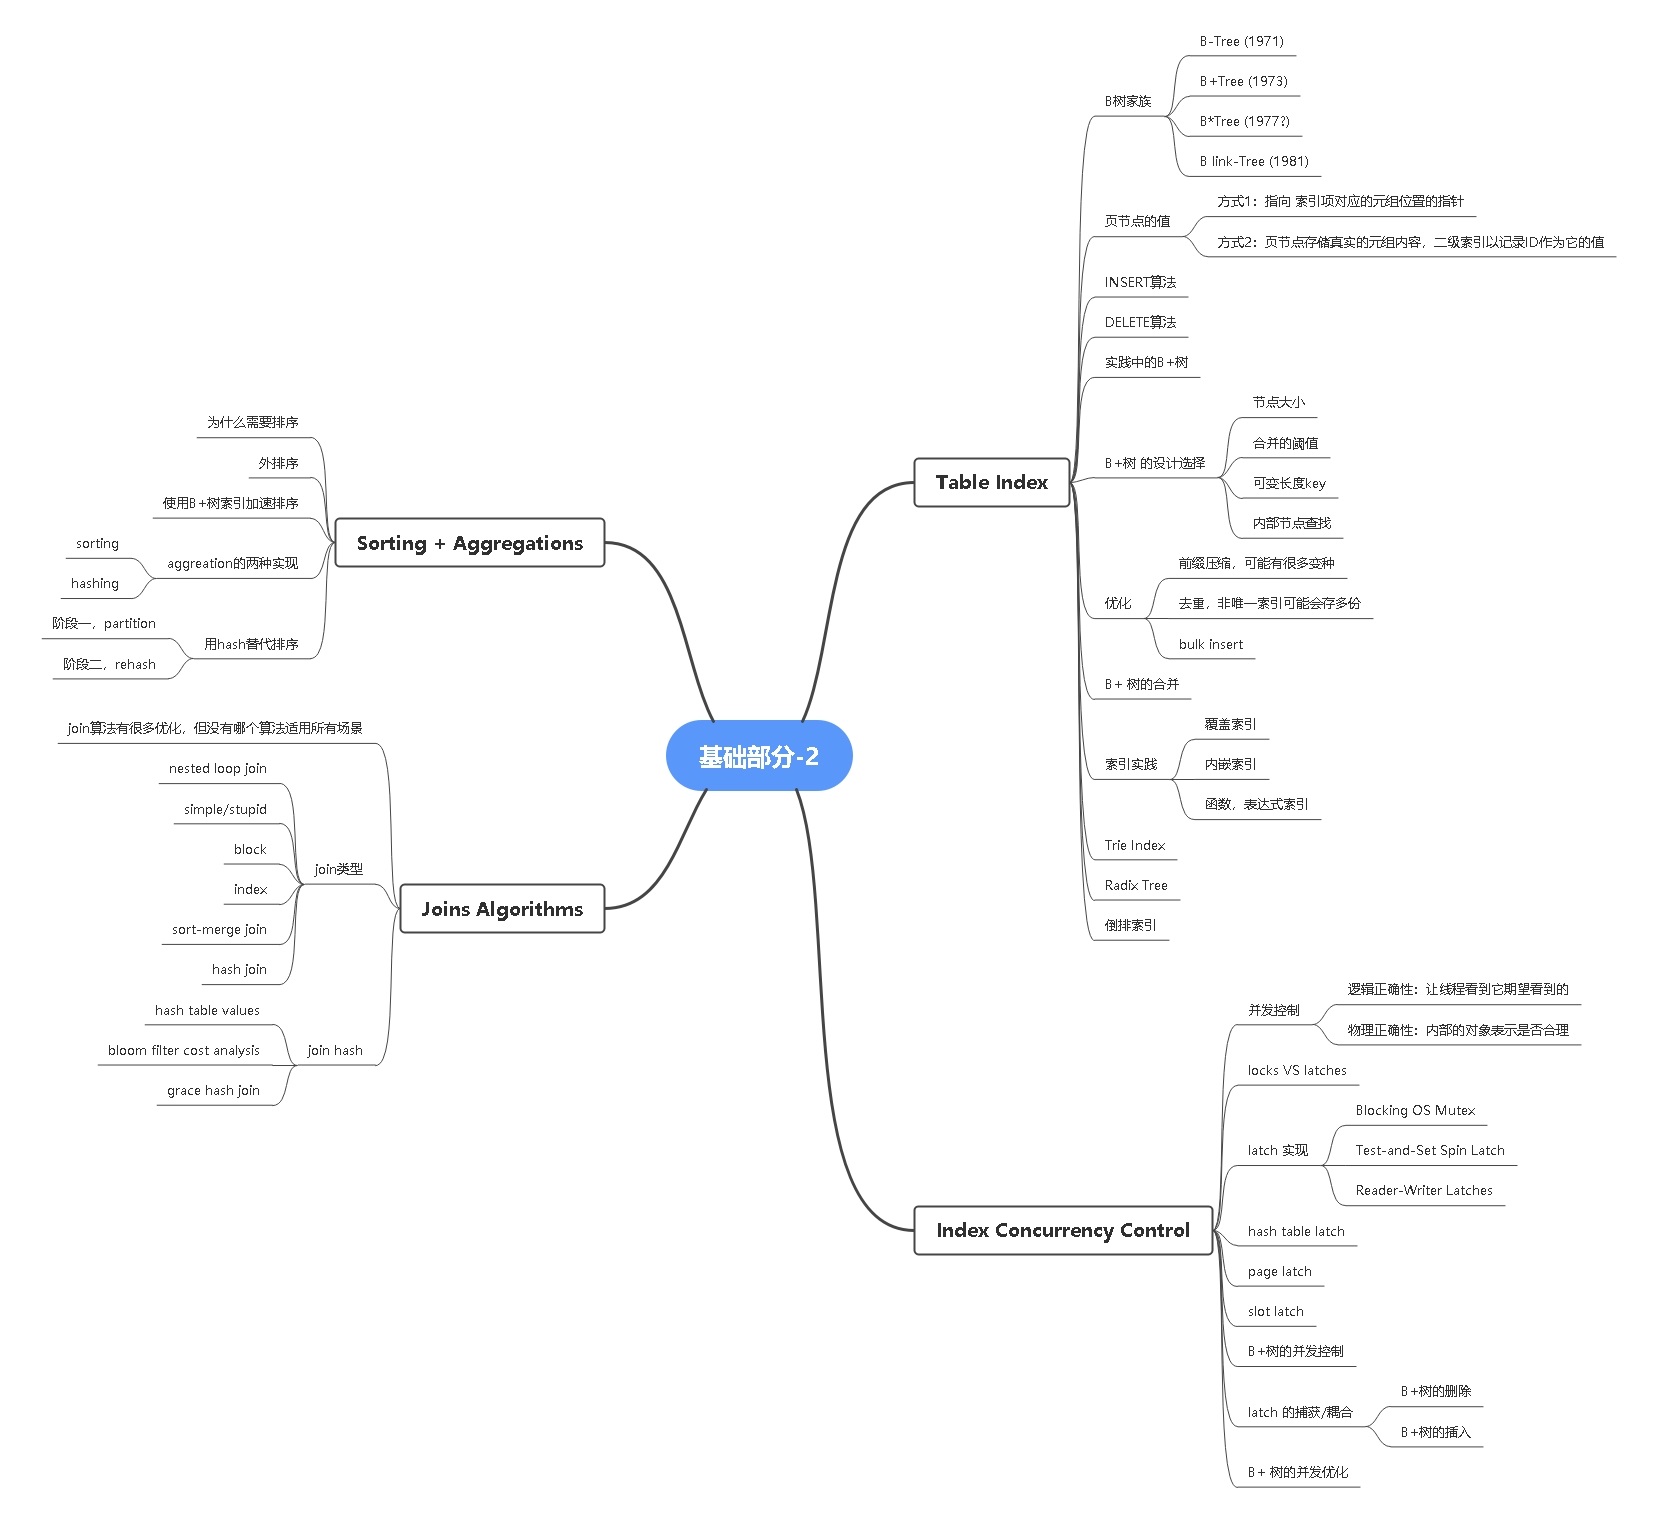 基础部分-2
Table Index
B树家族
B-Tree (1971)
B+Tree (1973)
B*Tree (1977?)
B link-Tree (1981)
页节点的值
方式1：指向 索引项对应的元组位置的指针
方式2：页节点存储真实的元组内容，二级索引以记录ID作为它的值
INSERT算法
DELETE算法
实践中的B+树
B+树 的设计选择
节点大小
合并的阈值
可变长度key
内部节点查找
优化
前缀压缩，可能有很多变种
去重，非唯一索引可能会存多份
bulk insert
B+ 树的合并
索引实践
覆盖索引
内嵌索引
函数，表达式索引
Trie Index
Radix Tree
倒排索引
Index Concurrency Control
并发控制
逻辑正确性：让线程看到它期望看到的
物理正确性：内部的对象表示是否合理
locks VS latches
latch 实现
Blocking OS Mutex
Test-and-Set Spin Latch
Reader-Writer Latches
hash table latch
page latch
slot latch
B+树的并发控制
latch 的捕获/耦合
B+树的删除
B+树的插入
B+ 树的并发优化
Sorting + Aggregations
为什么需要排序
外排序
使用B+树索引加速排序
aggreation的两种实现
sorting
hashing
用hash替代排序
阶段一，partition
阶段二，rehash
Joins Algorithms
join算法有很多优化，但没有哪个算法适用所有场景
join类型
nested loop join
simple/stupid
block
index
sort-merge join
hash join
join hash
hash table values
bloom filter cost analysis
grace hash join